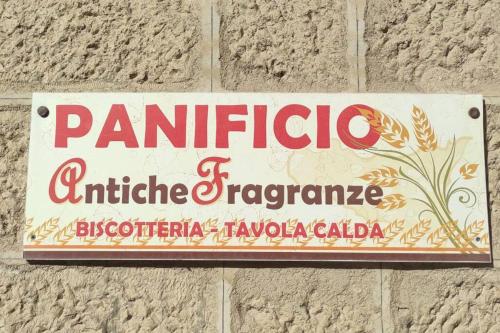 PANIFICIO
Antiche Fragranze
BISCOTTERIA - TAVOLA CALDA